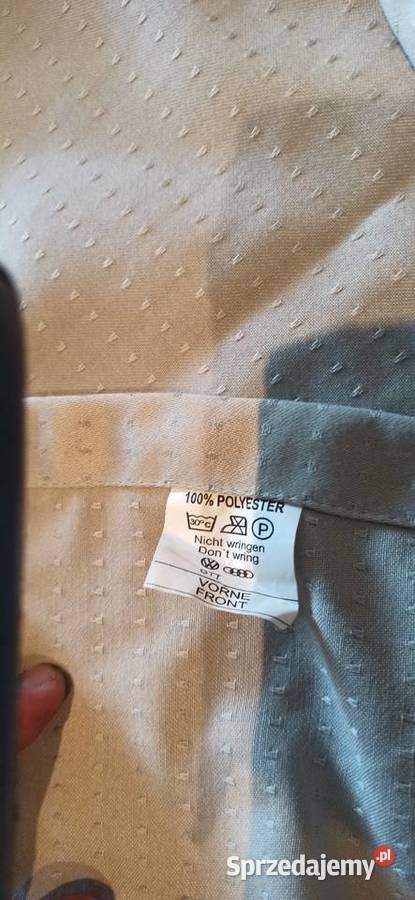 100% POLYESTER
30°C P
Nicht wringen
Don't wring
VORNE
FRONT
Sprzedajemy.pl